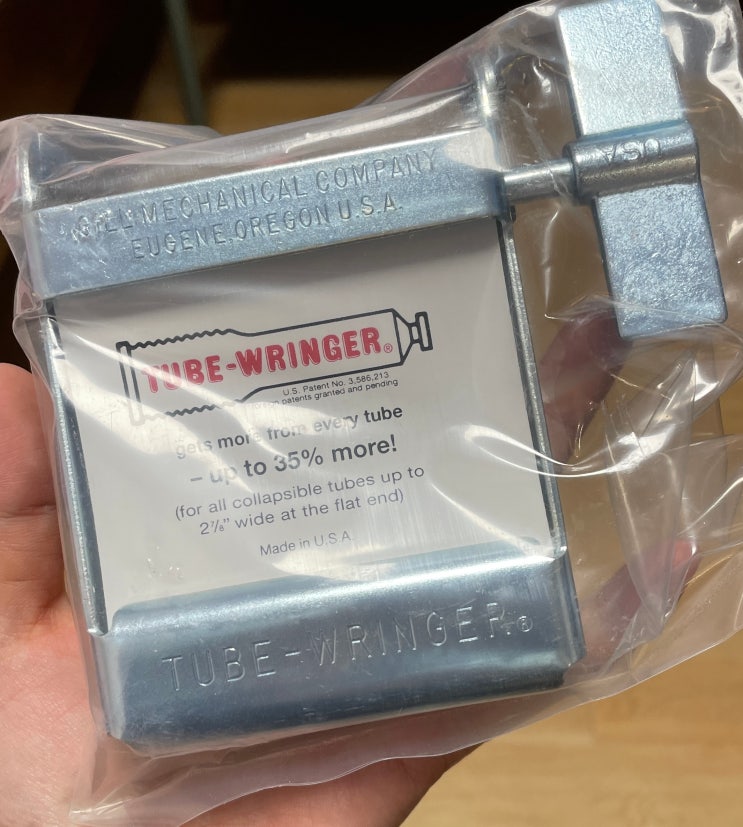 GILL MECHANICAL COMPANY
EUGENE, OREGON U.S.A.
USA
TUBE-WRINGER®
U.S. Patent No. 3,586,213
foreign patents granted and pending
gets more from every tube
– up to 35% more!
(for all collapsible tubes up to
2⅞" wide at the flat end)
Made in U.S.A.
TUBE-WRINGER®